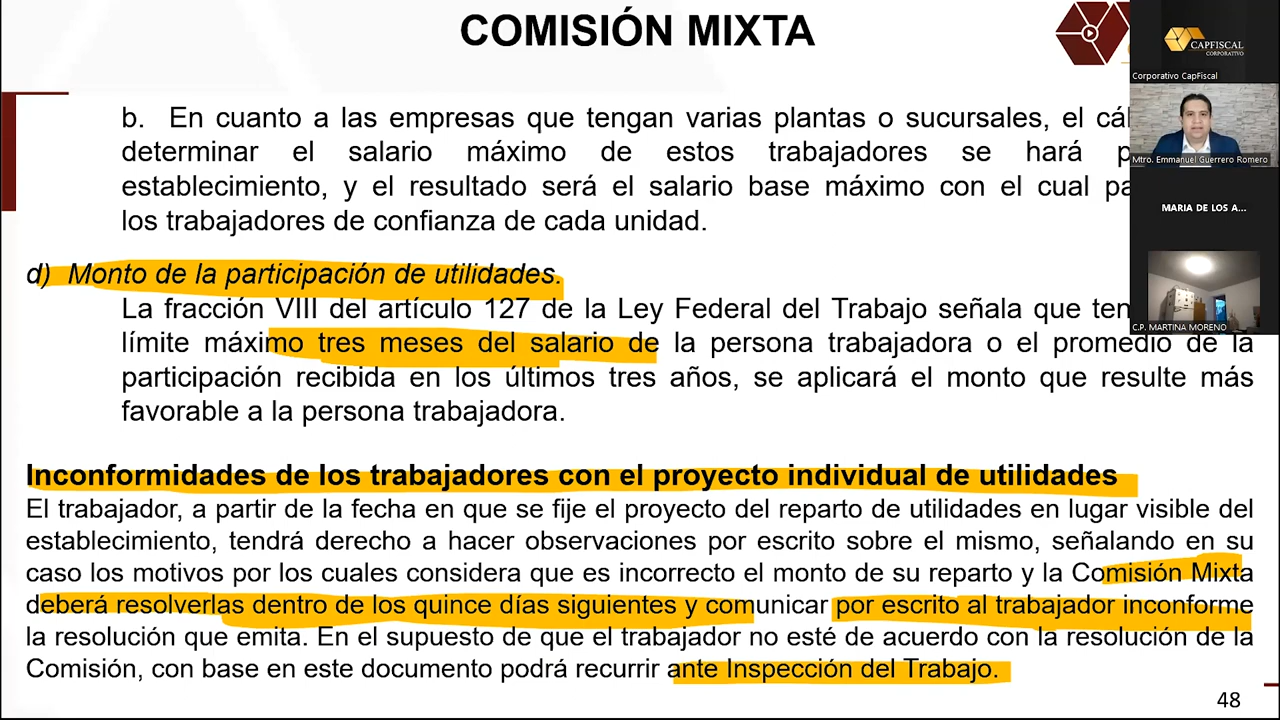 COMISIÓN MIXTA
CAPFISCAL
CORPORATIVO
Corporativo CapFiscal
b. En cuanto a las empresas que tengan varias plantas o sucursales, el
determinar el salario máximo de estos trabajadores se hará
establecimiento, y el resultado será el salario base máximo con el cual
los trabajadores de confianza de cada unidad.
Mtro. Emmanuel Guerrero Romero
MARIA DE LOS A...
d) Monto de la participación de utilidades.
La fracción VIII del artículo 127 de la Ley Federal del Trabajo señala que
C.P. MARTINA MORENO
límite máximo tres meses del salario de la persona trabajadora o el promedio de la
participación recibida en los últimos tres años, se aplicará el monto que resulte más
favorable a la persona trabajadora.
Inconformidades de los trabajadores con el proyecto individual de utilidades
El trabajador, a partir de la fecha en que se fije el proyecto del reparto de utilidades en lugar visible del
establecimiento, tendrá derecho a hacer observaciones por escrito sobre el mismo, señalando en su
caso los motivos por los cuales considera que es incorrecto el monto de su reparto y la Comisión Mixta
deberá resolverlas dentro de los quince días siguientes y comunicar por escrito al trabajador inconforme
la resolución que emita. En el supuesto de que el trabajador no esté de acuerdo con la resolución de la
Comisión, con base en este documento podrá recurrir ante Inspección del Trabajo.
48